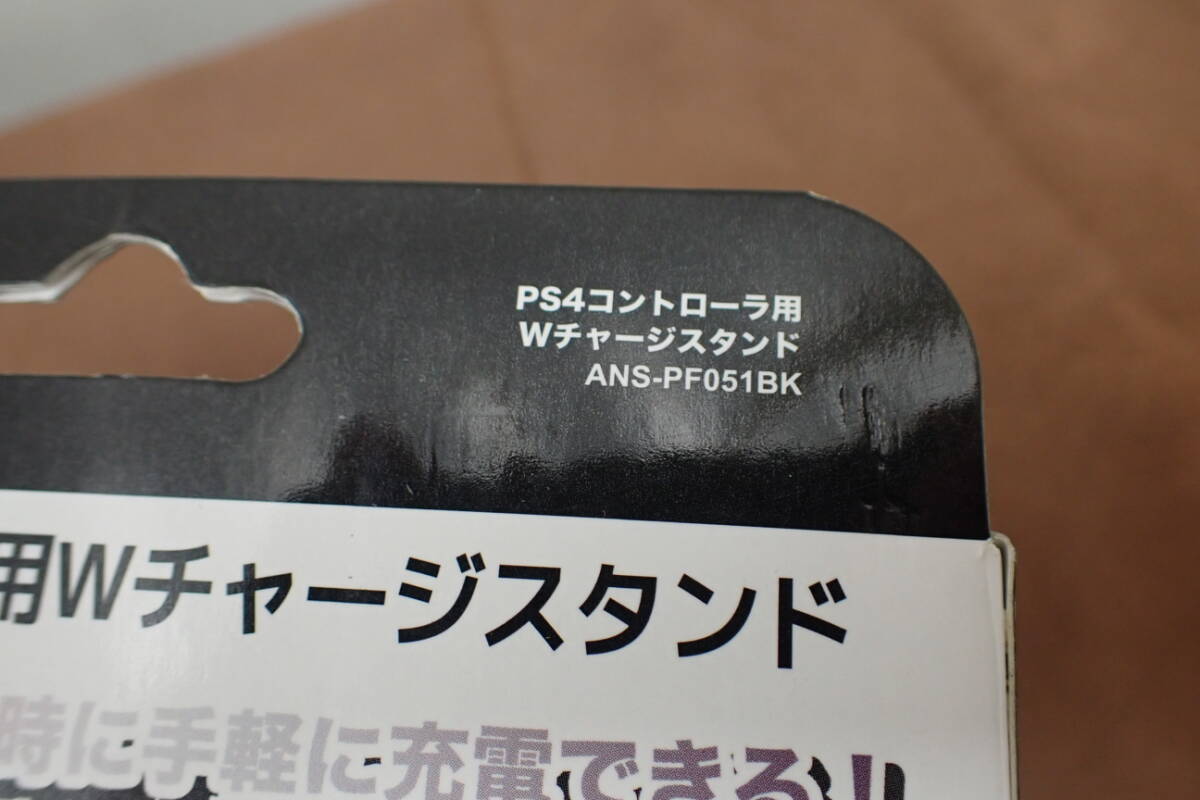 PS4コントローラ用
Wチャージスタンド
ANS-PF051BK
用Wチャージスタンド
時に手軽に充電できる！